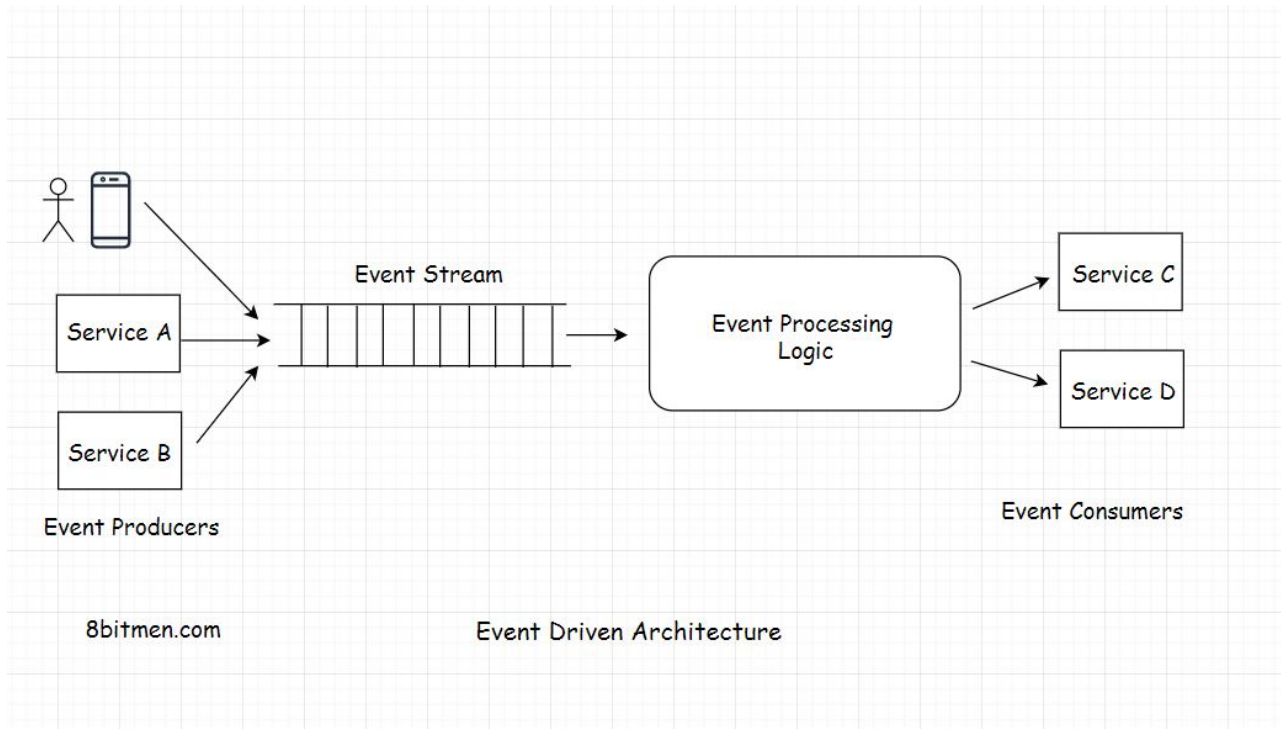 Event Stream
Service A
Service B
Event Producers
Event Processing
Logic
Service C
Service D
Event Consumers
8bitmen.com
Event Driven Architecture